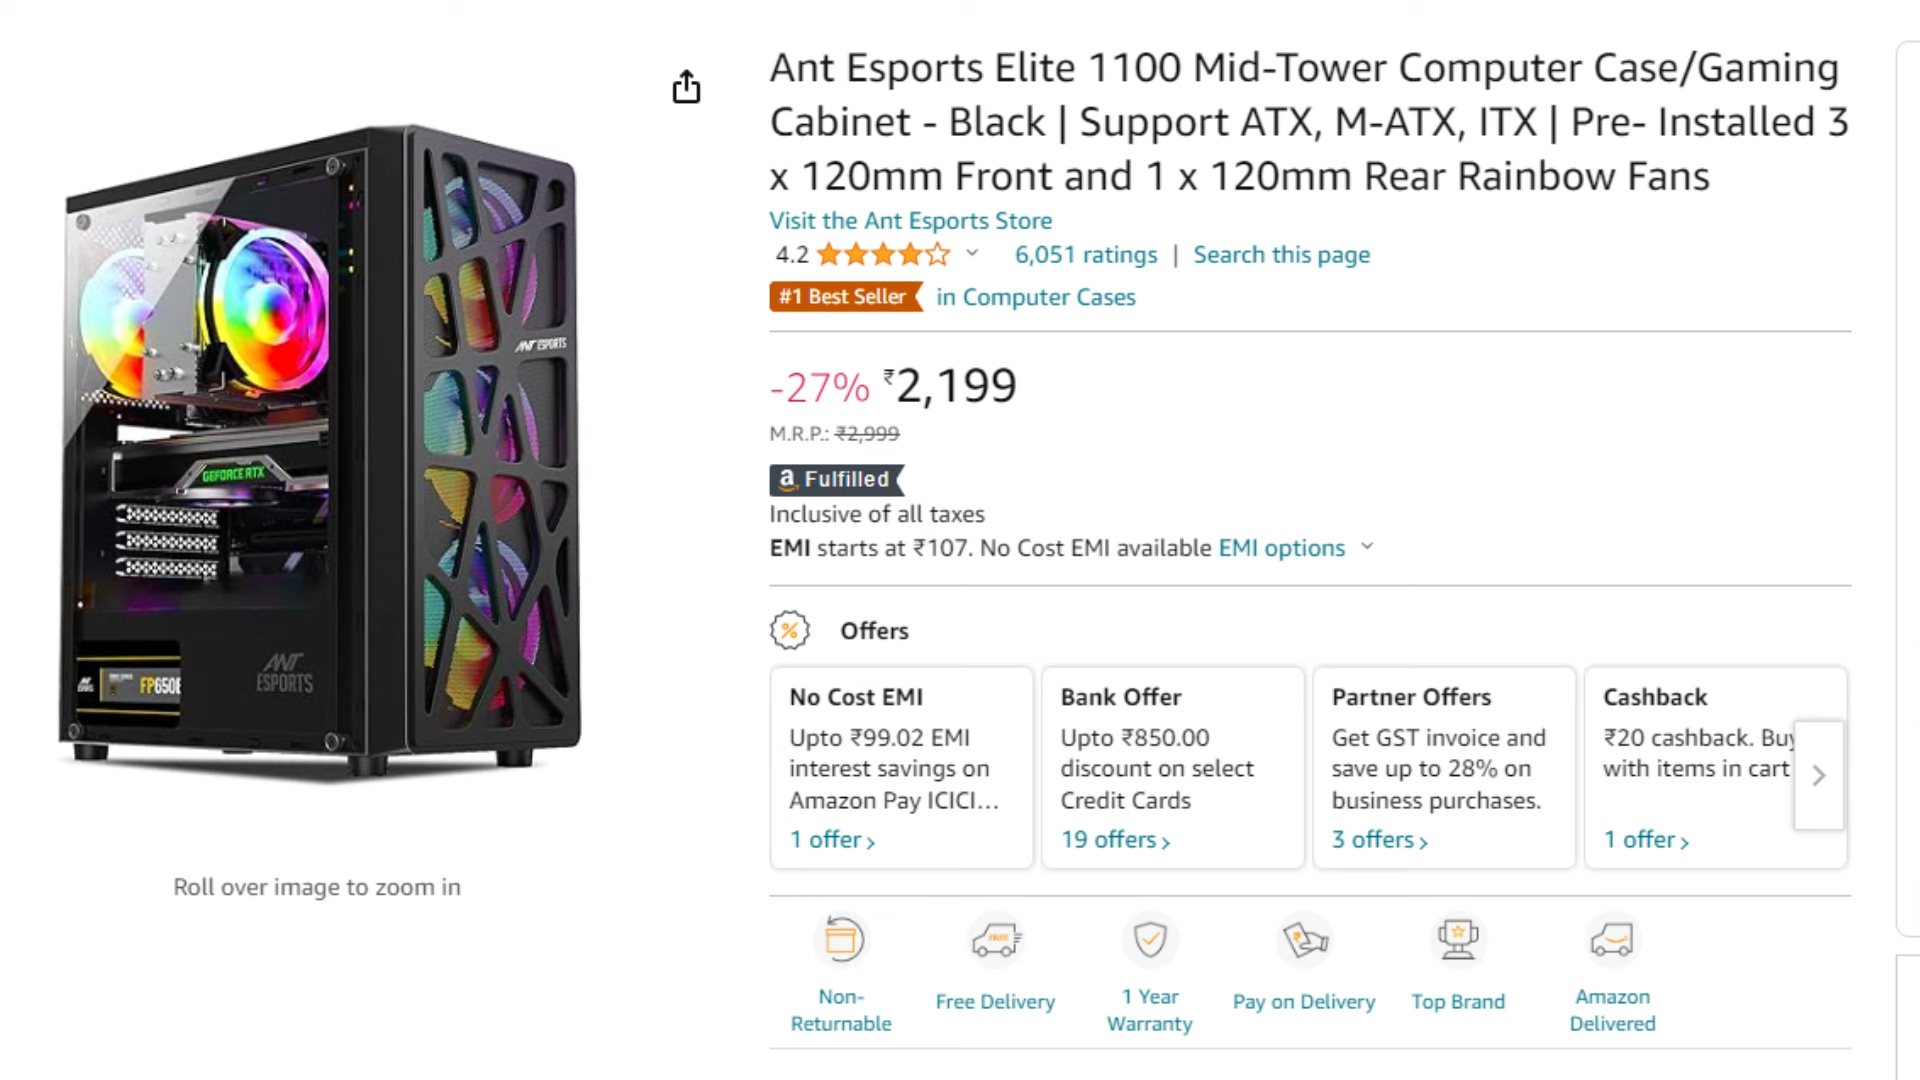 Ant Esports Elite 1100 Mid-Tower Computer Case/Gaming
Cabinet - Black | Support ATX, M-ATX, ITX | Pre- Installed 3
x 120mm Front and 1 x 120mm Rear Rainbow Fans
Visit the Ant Esports Store
4.2 6,051 ratings | Search this page
#1 Best Seller in Computer Cases
-27% ₹2,199
M.R.P.: ₹2,999
a Fulfilled
Inclusive of all taxes
EMI starts at ₹107. No Cost EMI available EMI options
Offers
No Cost EMI
Upto ₹99.02 EMI
interest savings on
Amazon Pay ICICI...
1 offer ›
Bank Offer
Upto ₹850.00
discount on select
Credit Cards
19 offers ›
Partner Offers
Get GST invoice and
save up to 28% on
business purchases.
3 offers ›
Cashback
₹20 cashback. Buy
with items in cart
1 offer ›
Non-
Returnable
FREE
Free Delivery
1 Year
Warranty
Pay on Delivery
Top Brand
Amazon
Delivered
ANT ESPORTS
GEFORCE RTX
ANT
ESPORTS
FP650B
Roll over image to zoom in